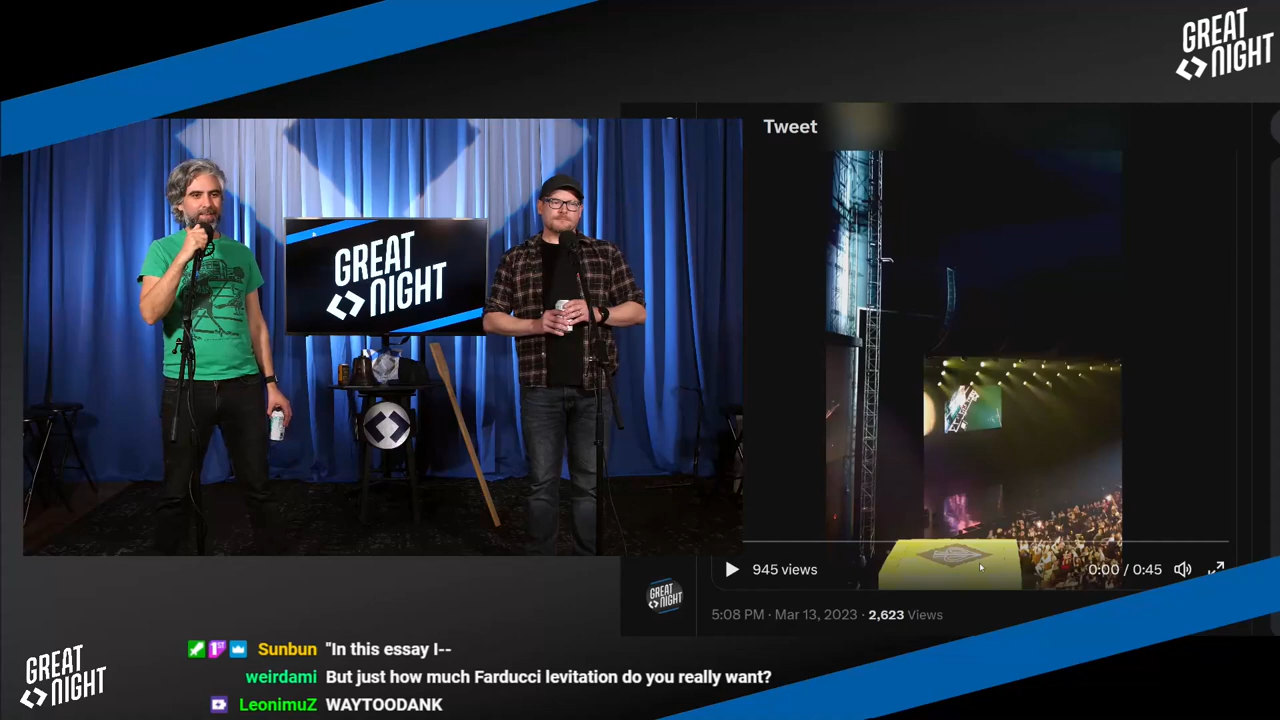 GREAT
NIGHT
Tweet
GREAT
NIGHT
945 views
0:00 / 0:45
GREAT
NIGHT
5:08 PM · Mar 13, 2023 · 2,623 Views
GREAT
NIGHT
Sunbun "In this essay I--
weirdami But just how much Farducci levitation do you really want?
LeonimuZ WAYTOODANK